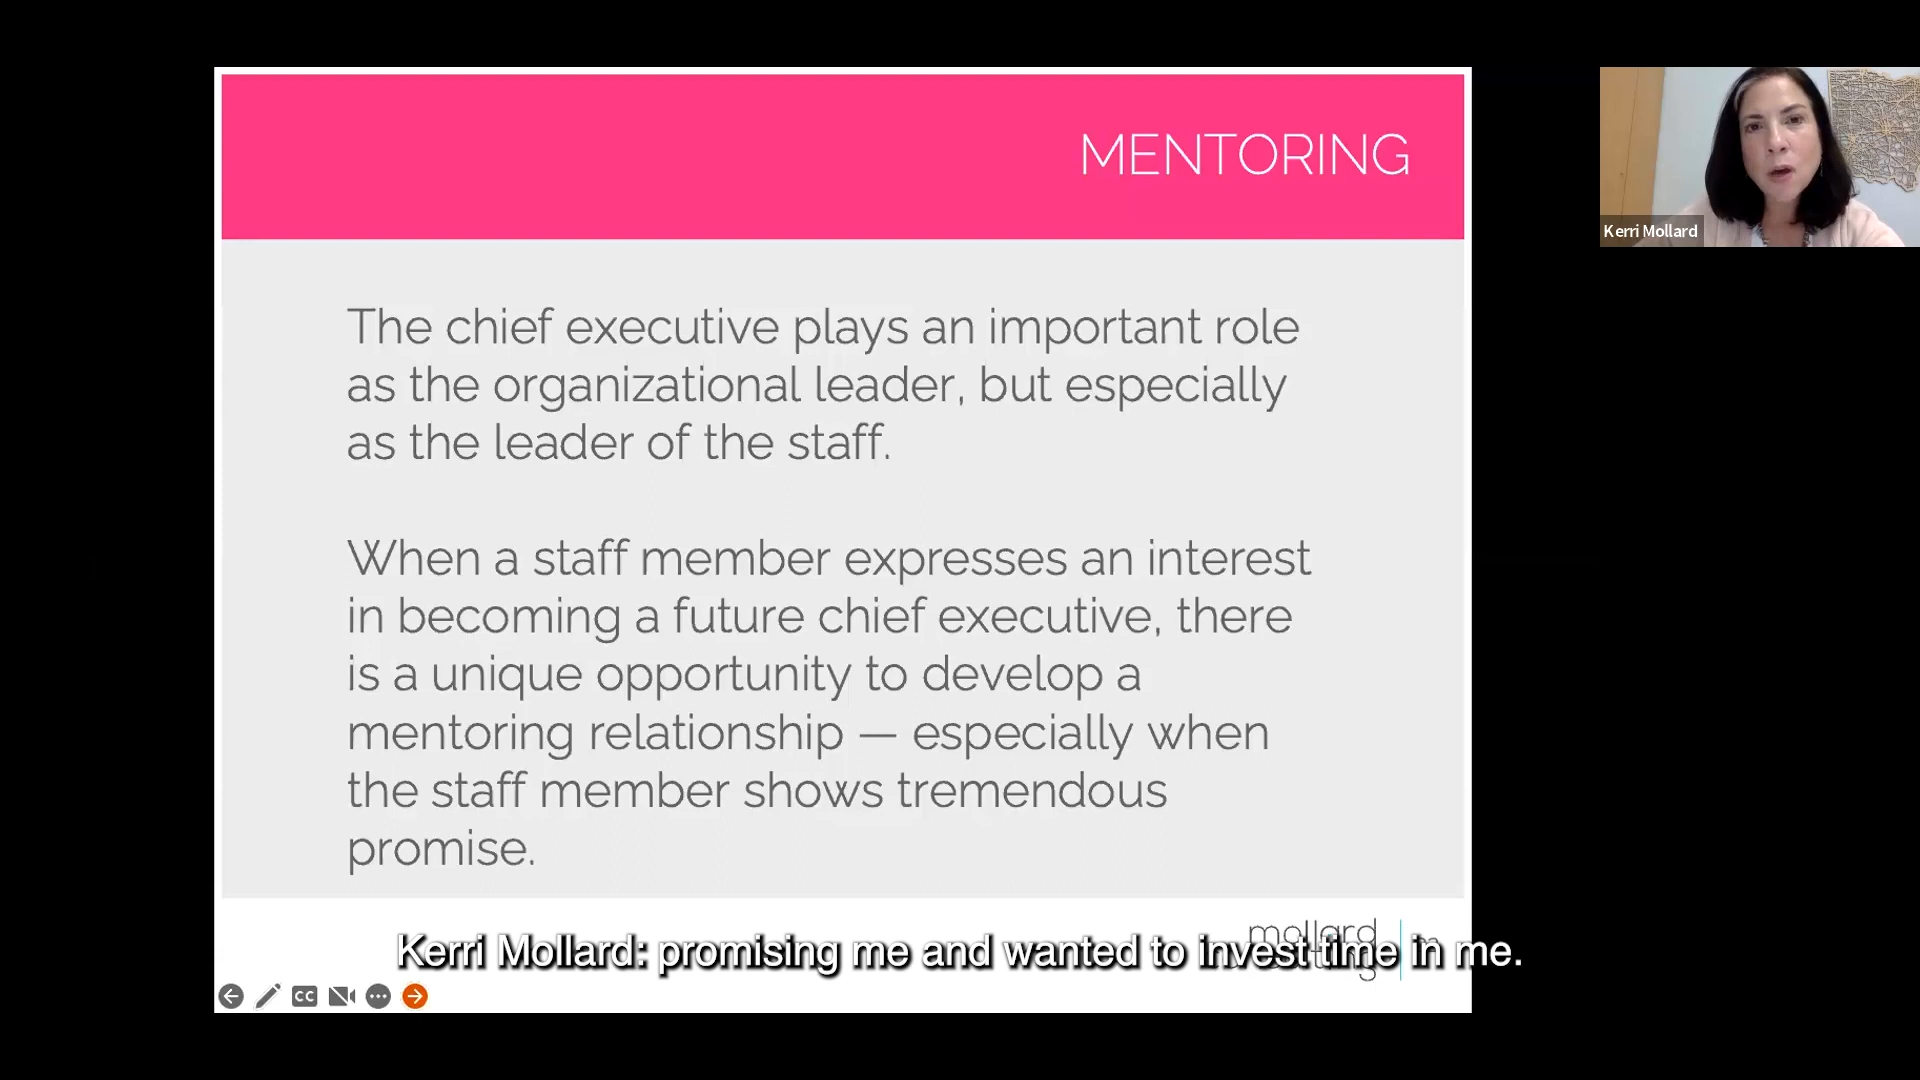 MENTORING
Kerri Mollard
The chief executive plays an important role
as the organizational leader, but especially
as the leader of the staff.
When a staff member expresses an interest
in becoming a future chief executive, there
is a unique opportunity to develop a
mentoring relationship — especially when
the staff member shows tremendous
promise.
mollard
Kerri Mollard: promising me and wanted to invest time in me.
CC